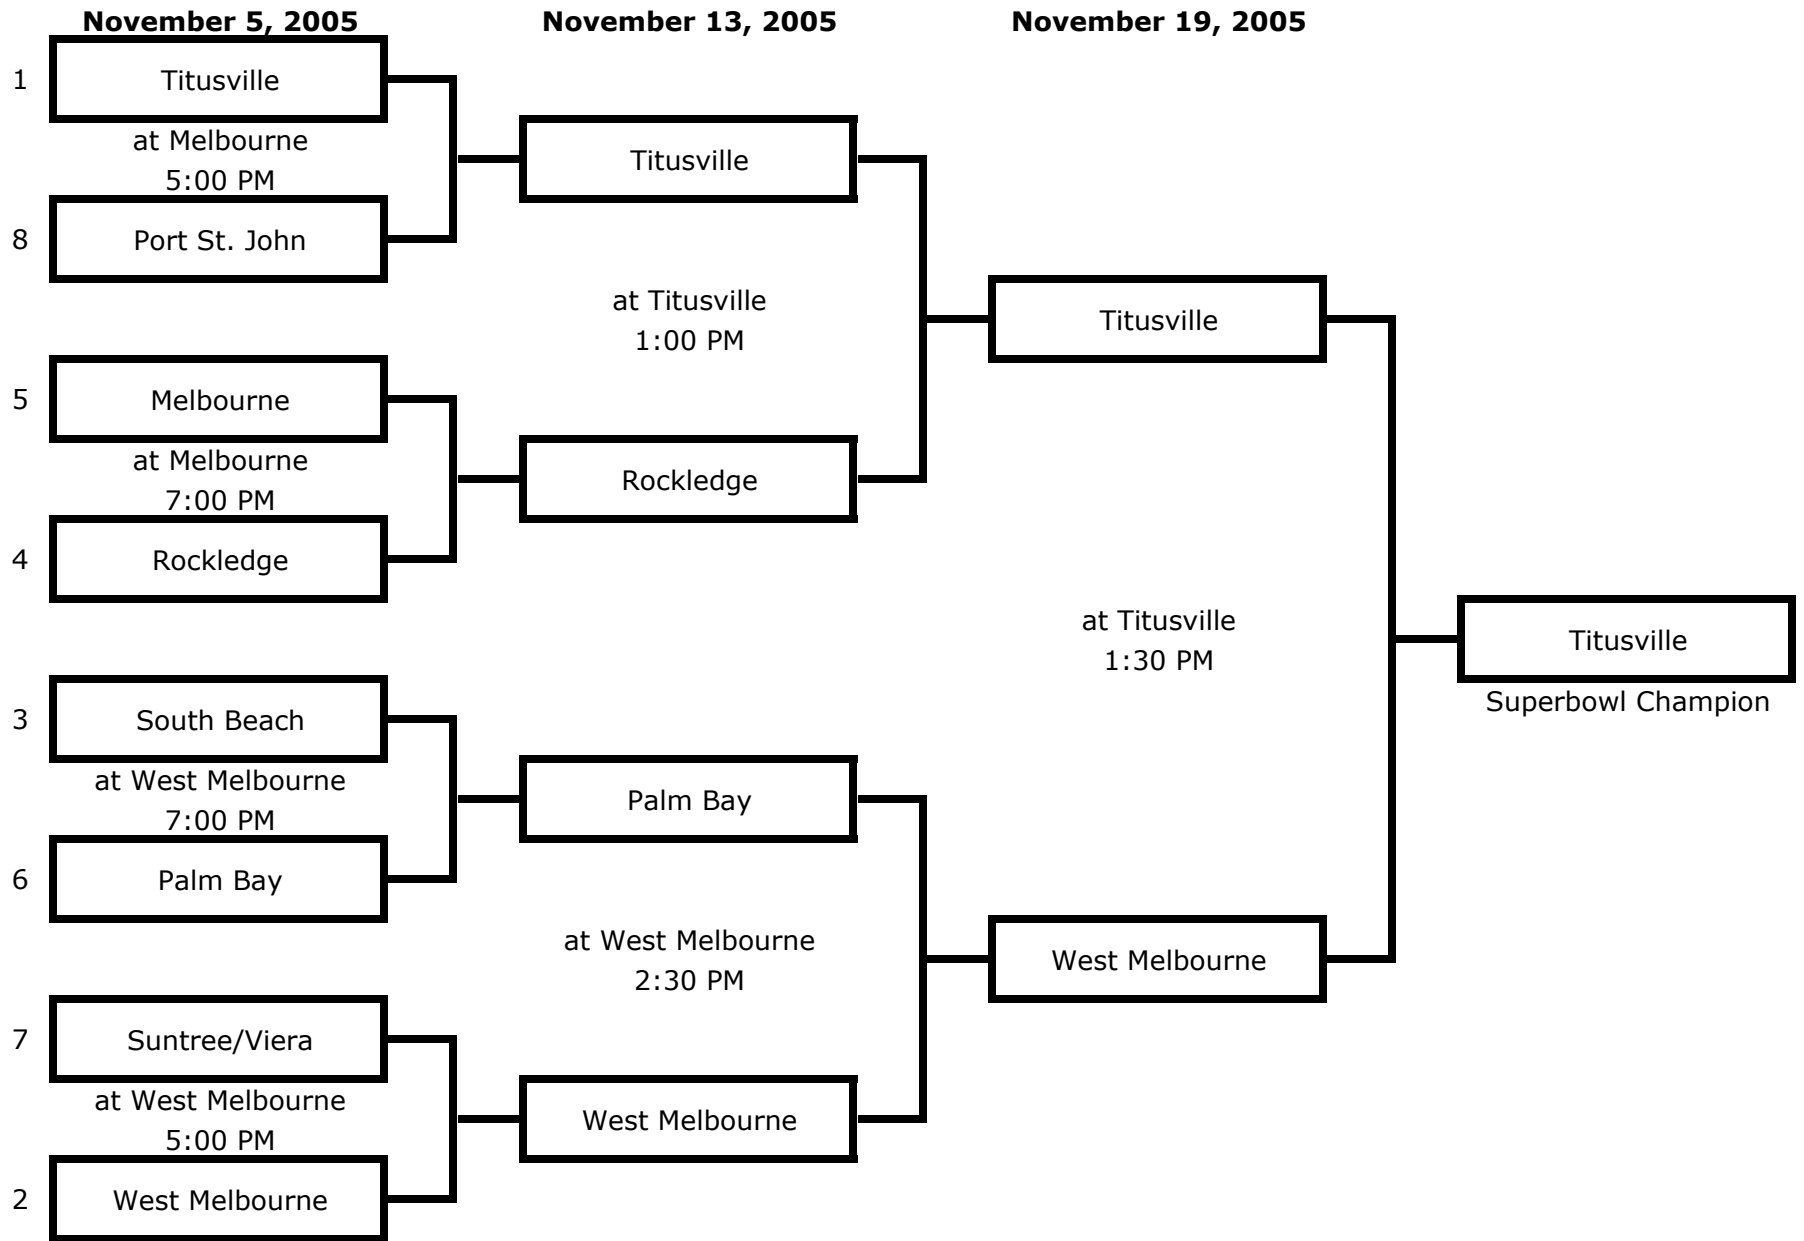 November 5, 2005
November 13, 2005
November 19, 2005
1
Titusville
at Melbourne
5:00 PM
8
Port St. John
5
Melbourne
at Melbourne
7:00 PM
4
Rockledge
3
South Beach
at West Melbourne
7:00 PM
6
Palm Bay
7
Suntree/Viera
at West Melbourne
5:00 PM
2
West Melbourne
Titusville
at Titusville
1:00 PM
Rockledge
Palm Bay
at West Melbourne
2:30 PM
West Melbourne
Titusville
at Titusville
1:30 PM
West Melbourne
Titusville
Superbowl Champion